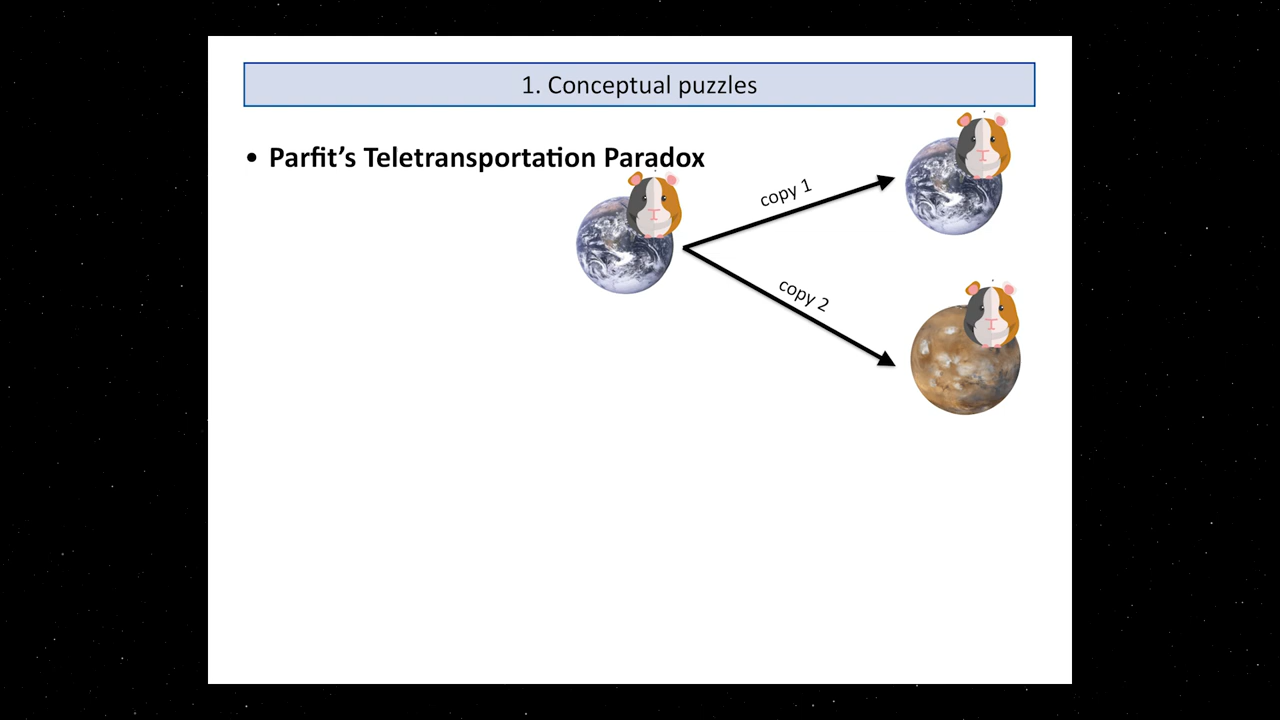 1. Conceptual puzzles
• Parfit’s Teletransportation Paradox
copy 1
copy 2